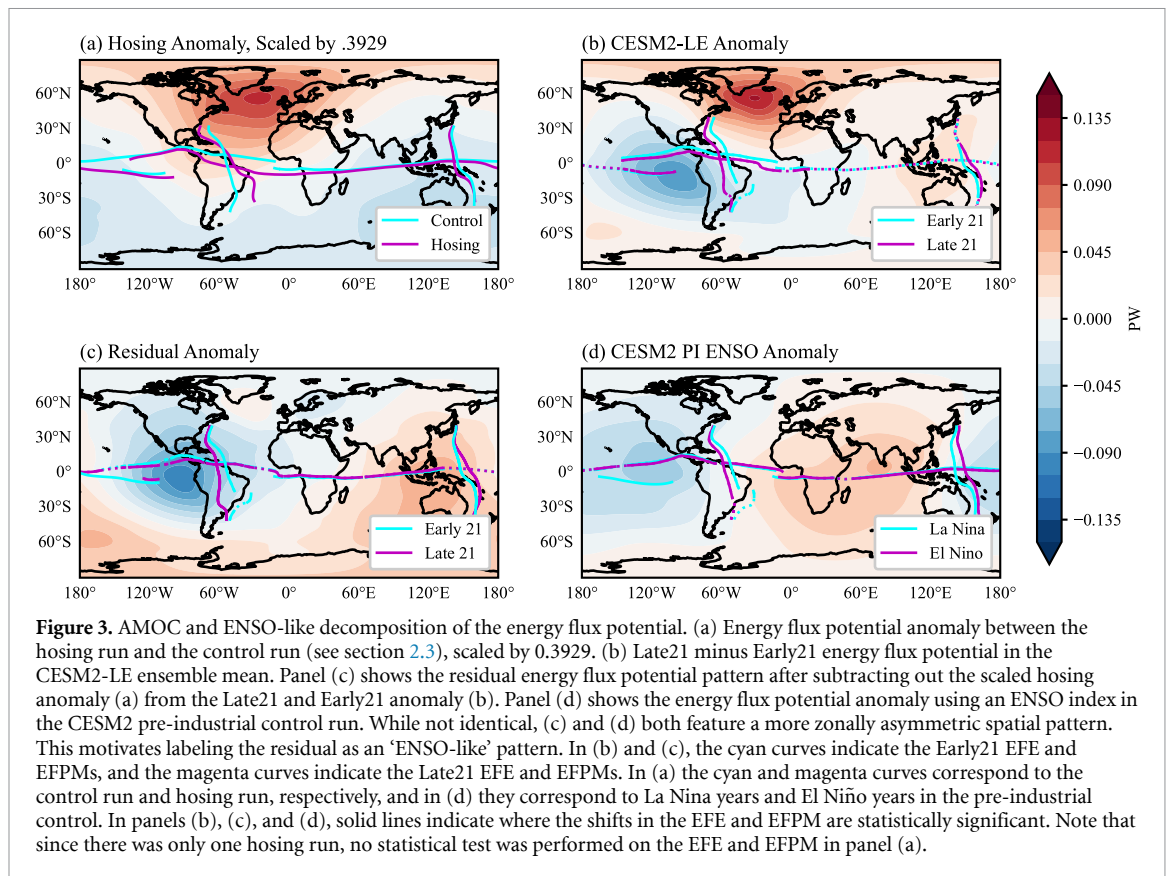 (a) Hosing Anomaly, Scaled by .3929
60°N
30°N
0°
30°S
60°S
Control
Hosing
180° 120°W 60°W 0° 60°E 120°E 180°
(b) CESM2-LE Anomaly
60°N
30°N
0°
30°S
60°S
Early 21
Late 21
180° 120°W 60°W 0° 60°E 120°E 180°
(c) Residual Anomaly
60°N
30°N
0°
30°S
60°S
Early 21
Late 21
180° 120°W 60°W 0° 60°E 120°E 180°
(d) CESM2 PI ENSO Anomaly
60°N
30°N
0°
30°S
60°S
La Nina
El Nino
180° 120°W 60°W 0° 60°E 120°E 180°
0.135
0.090
0.045
0.000
−0.045
−0.090
−0.135
PW
Figure 3. AMOC and ENSO-like decomposition of the energy flux potential. (a) Energy flux potential anomaly between the
hosing run and the control run (see section 2.3), scaled by 0.3929. (b) Late21 minus Early21 energy flux potential in the
CESM2-LE ensemble mean. Panel (c) shows the residual energy flux potential pattern after subtracting out the scaled hosing
anomaly (a) from the Late21 and Early21 anomaly (b). Panel (d) shows the energy flux potential anomaly using an ENSO index in
the CESM2 pre-industrial control run. While not identical, (c) and (d) both feature a more zonally asymmetric spatial pattern.
This motivates labeling the residual as an ‘ENSO-like’ pattern. In (b) and (c), the cyan curves indicate the Early21 EFE and
EFPMs, and the magenta curves indicate the Late21 EFE and EFPMs. In (a) the cyan and magenta curves correspond to the
control run and hosing run, respectively, and in (d) they correspond to La Nina years and El Niño years in the pre-industrial
control. In panels (b), (c), and (d), solid lines indicate where the shifts in the EFE and EFPM are statistically significant. Note that
since there was only one hosing run, no statistical test was performed on the EFE and EFPM in panel (a).